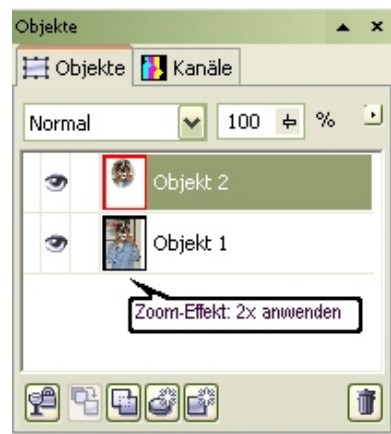 Objekte
Objekte Kanäle
Normal 100 %
Objekt 2
Objekt 1
Zoom-Effekt: 2x anwenden